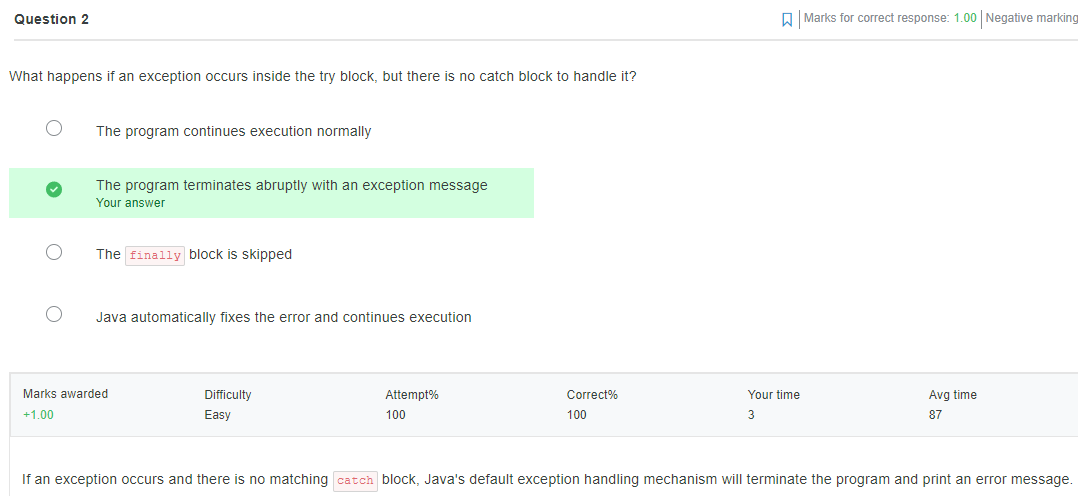 Question 2
Marks for correct response: 1.00 Negative marking
What happens if an exception occurs inside the try block, but there is no catch block to handle it?
The program continues execution normally
The program terminates abruptly with an exception message
Your answer
The finally block is skipped
Java automatically fixes the error and continues execution
Marks awarded Difficulty Attempt% Correct% Your time Avg time
+1.00 Easy 100 100 3 87
If an exception occurs and there is no matching catch block, Java's default exception handling mechanism will terminate the program and print an error message.